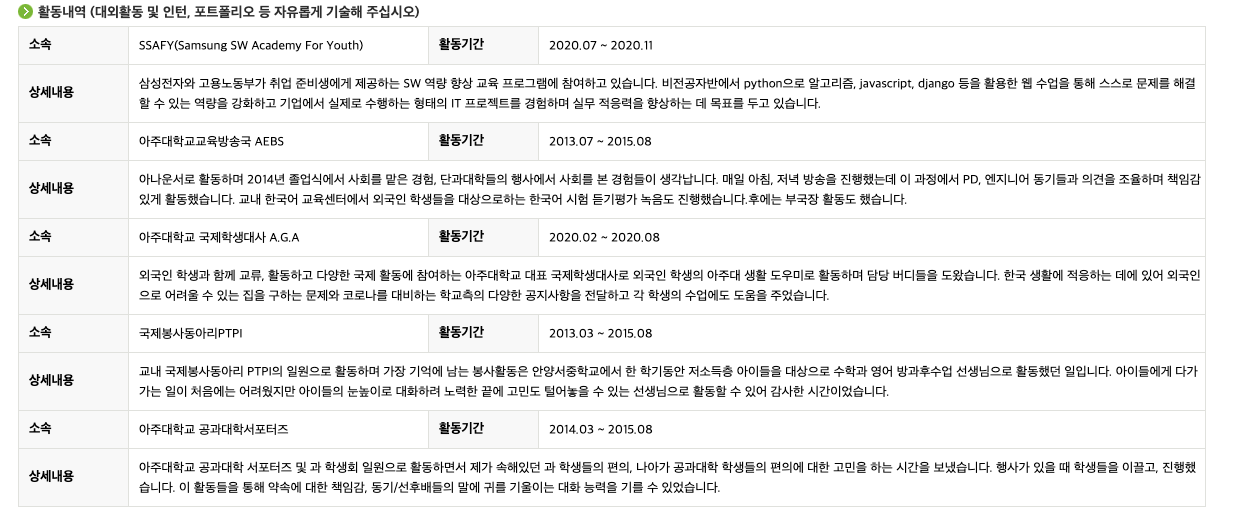 활동내역 (대외활동 및 인턴, 포트폴리오 등 자유롭게 기술해 주십시오)
소속 SSAFY(Samsung SW Academy For Youth) 활동기간 2020.07 ~ 2020.11
상세내용 삼성전자와 고용노동부가 취업 준비생에게 제공하는 SW 역량 향상 교육 프로그램에 참여하고 있습니다. 비전공자반에서 python으로 알고리즘, javascript, django 등을 활용한 웹 수업을 통해 스스로 문제를 해결
할 수 있는 역량을 강화하고 기업에서 실제로 수행하는 형태의 IT 프로젝트를 경험하며 실무 적응력을 향상하는 데 목표를 두고 있습니다.
소속 아주대학교교육방송국 AEBS 활동기간 2013.07 ~ 2015.08
상세내용 아나운서로 활동하며 2014년 졸업식에서 사회를 맡은 경험, 단과대학들의 행사에서 사회를 본 경험들이 생각납니다. 매일 아침, 저녁 방송을 진행했는데 이 과정에서 PD, 엔지니어 동기들과 의견을 조율하며 책임감
있게 활동했습니다. 교내 한국어 교육센터에서 외국인 학생들을 대상으로하는 한국어 시험 듣기평가 녹음도 진행했습니다.후에는 부국장 활동도 했습니다.
소속 아주대학교 국제학생대사 A.G.A 활동기간 2020.02 ~ 2020.08
상세내용 외국인 학생과 함께 교류, 활동하고 다양한 국제 활동에 참여하는 아주대학교 대표 국제학생대사로 외국인 학생의 아주대 생활 도우미로 활동하며 담당 버디들을 도왔습니다. 한국 생활에 적응하는 데에 있어 외국인
으로 어려울 수 있는 집을 구하는 문제와 코로나를 대비하는 학교측의 다양한 공지사항을 전달하고 각 학생의 수업에도 도움을 주었습니다.
소속 국제봉사동아리PTPI 활동기간 2013.03 ~ 2015.08
상세내용 교내 국제봉사동아리 PTPI의 일원으로 활동하며 가장 기억에 남는 봉사활동은 안양서중학교에서 한 학기동안 저소득층 아이들을 대상으로 수학과 영어 방과후수업 선생님으로 활동했던 일입니다. 아이들에게 다가
가는 일이 처음에는 어려웠지만 아이들의 눈높이로 대화하려 노력한 끝에 고민도 털어놓을 수 있는 선생님으로 활동할 수 있어 감사한 시간이었습니다.
소속 아주대학교 공과대학서포터즈 활동기간 2014.03 ~ 2015.08
상세내용 아주대학교 공과대학 서포터즈 및 과 학생회 일원으로 활동하면서 제가 속해있던 과 학생들의 편의, 나아가 공과대학 학생들의 편의에 대한 고민을 하는 시간을 보냈습니다. 행사가 있을 때 학생들을 이끌고, 진행했
습니다. 이 활동들을 통해 약속에 대한 책임감, 동기/선후배들의 말에 귀를 기울이는 대화 능력을 기를 수 있었습니다.